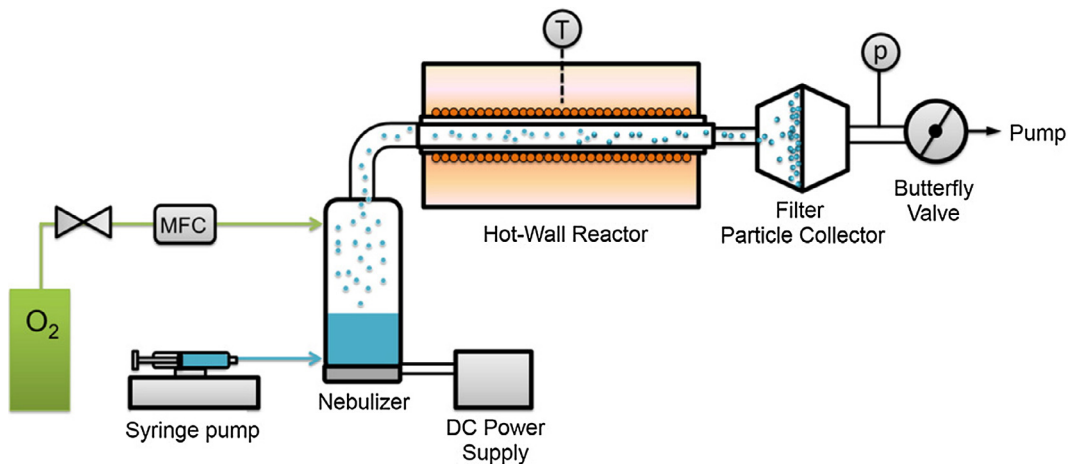 T
p
Pump
Butterfly
Valve
Filter
Particle Collector
Hot-Wall Reactor
MFC
O₂
Nebulizer
Syringe pump
DC Power
Supply